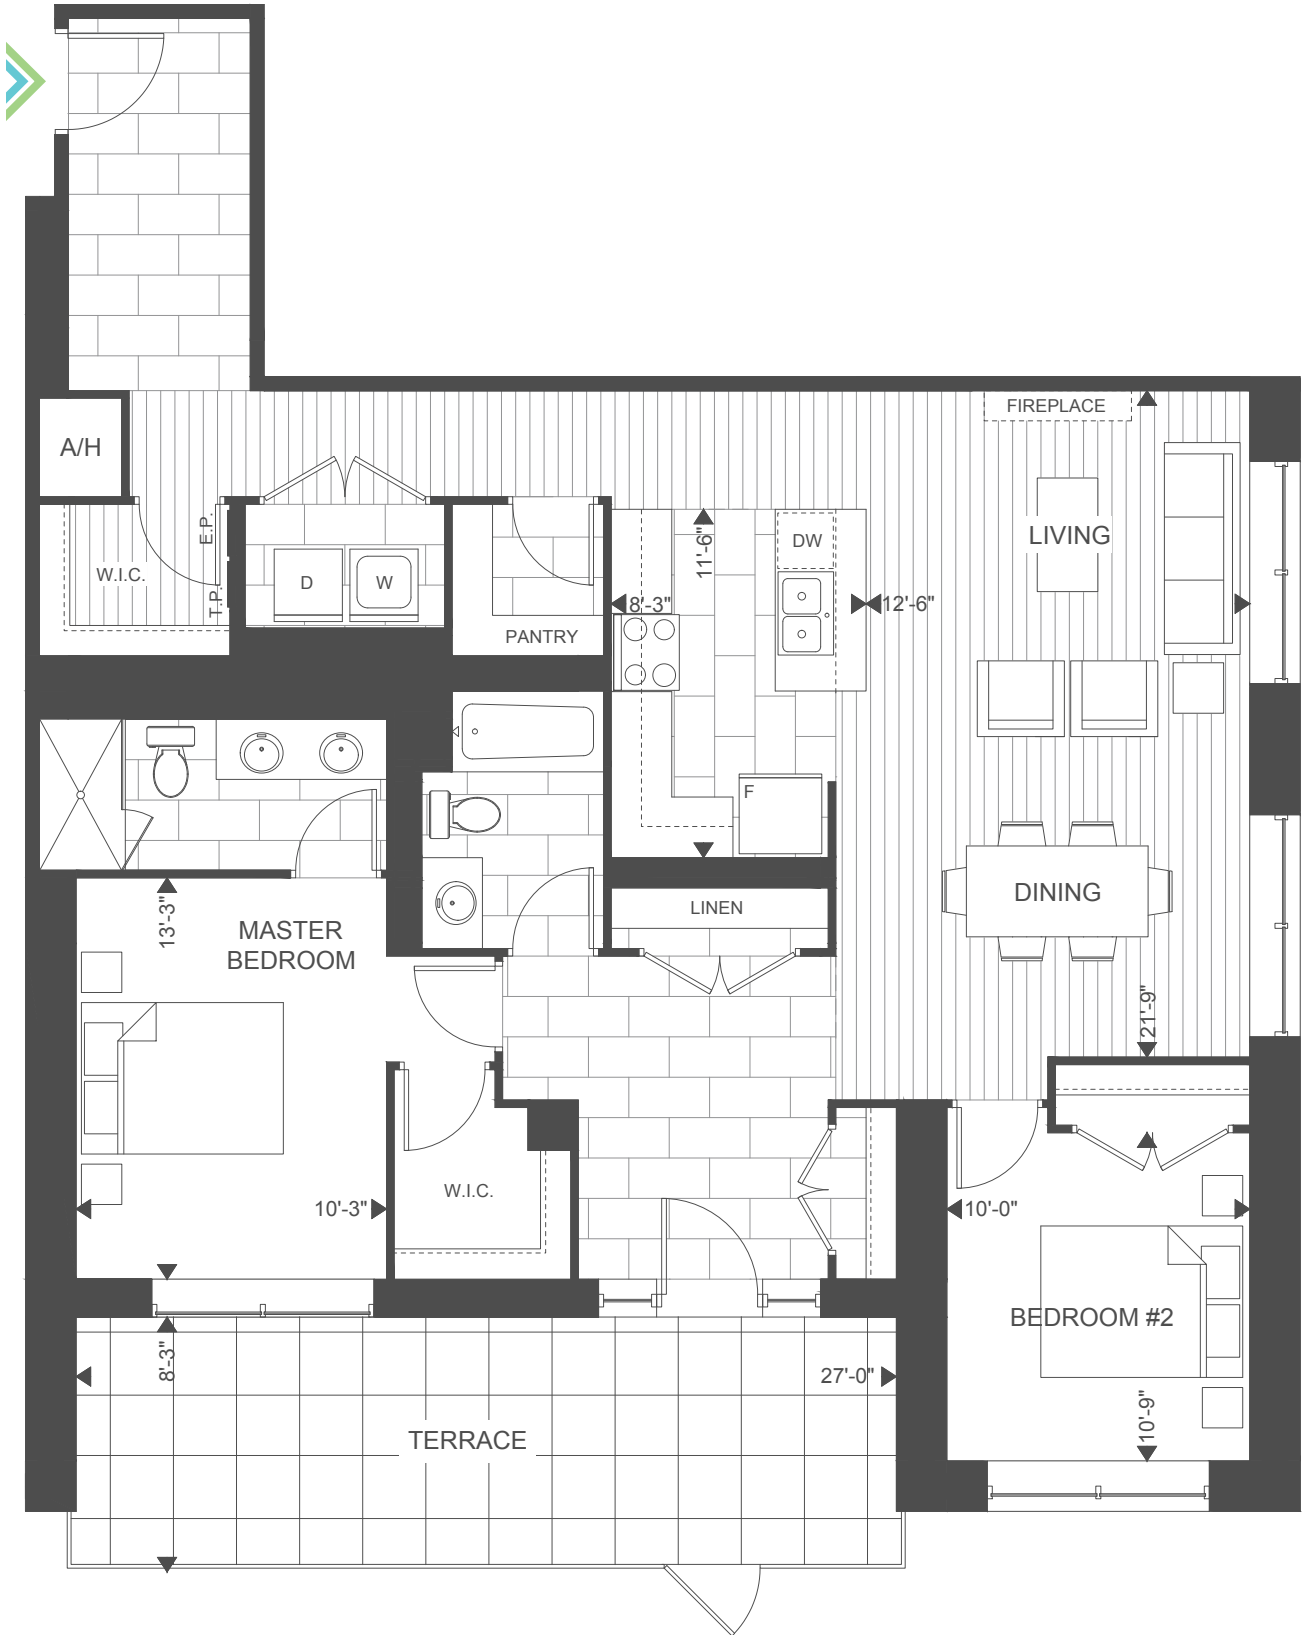 A/H
FIREPLACE
LIVING
E.P.
T.P.
W.I.C.
D
W
PANTRY
11'-6"
DW
8'-3"
12'-6"
F
LINEN
DINING
13'-3"
MASTER
BEDROOM
21'-9"
W.I.C.
10'-3"
10'-0"
BEDROOM #2
8'-3"
27'-0"
10'-9"
TERRACE